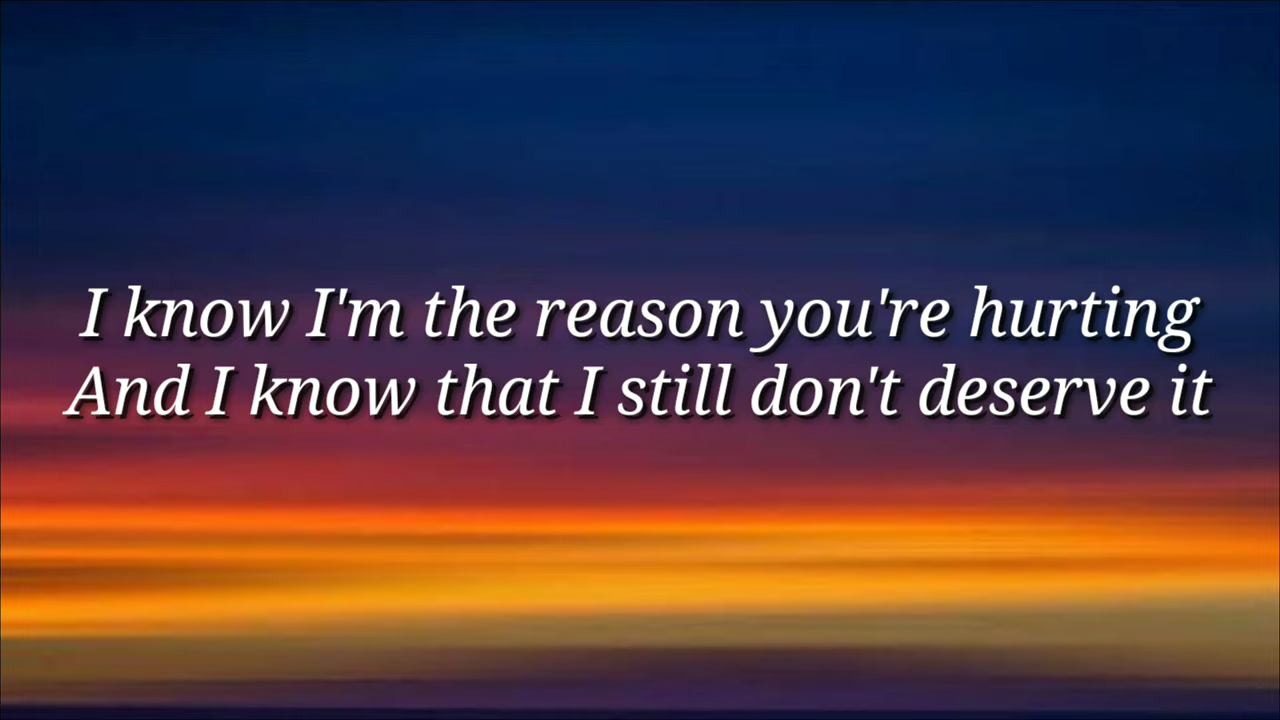 I know I'm the reason you're hurting
And I know that I still don't deserve it